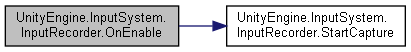 UnityEngine.InputSystem.
InputRecorder.OnEnable
UnityEngine.InputSystem.
InputRecorder.StartCapture